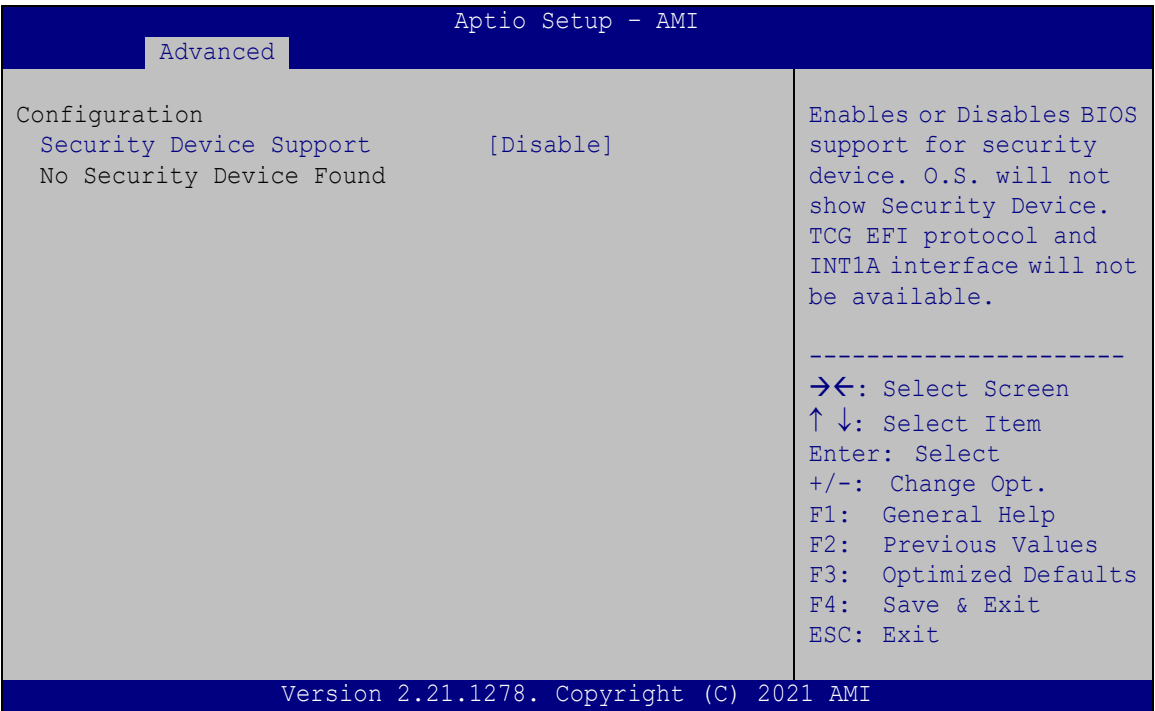 Aptio Setup – AMI
Advanced
Configuration
Security Device Support [Disable]
No Security Device Found
Enables or Disables BIOS
support for security
device. O.S. will not
show Security Device.
TCG EFI protocol and
INT1A interface will not
be available.
----------------------
→←: Select Screen
↑ ↓: Select Item
Enter: Select
+/-: Change Opt.
F1: General Help
F2: Previous Values
F3: Optimized Defaults
F4: Save & Exit
ESC: Exit
Version 2.21.1278. Copyright (C) 2021 AMI